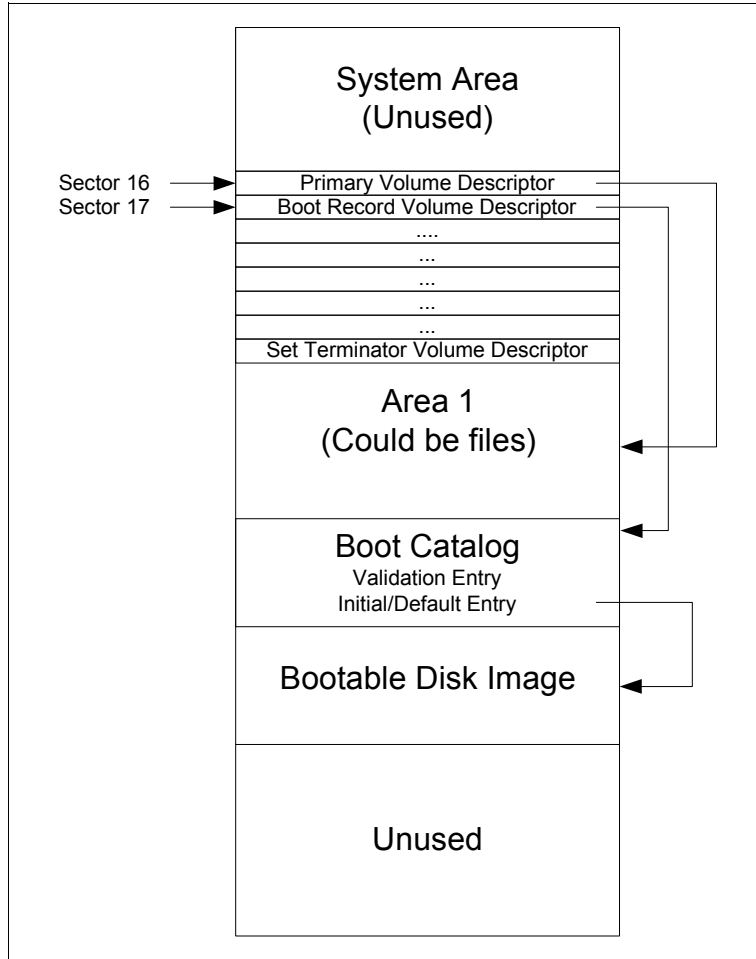 System Area
(Unused)
Sector 16
Primary Volume Descriptor
Sector 17
Boot Record Volume Descriptor
....
...
...
...
...
Set Terminator Volume Descriptor
Area 1
(Could be files)
Boot Catalog
Validation Entry
Initial/Default Entry
Bootable Disk Image
Unused